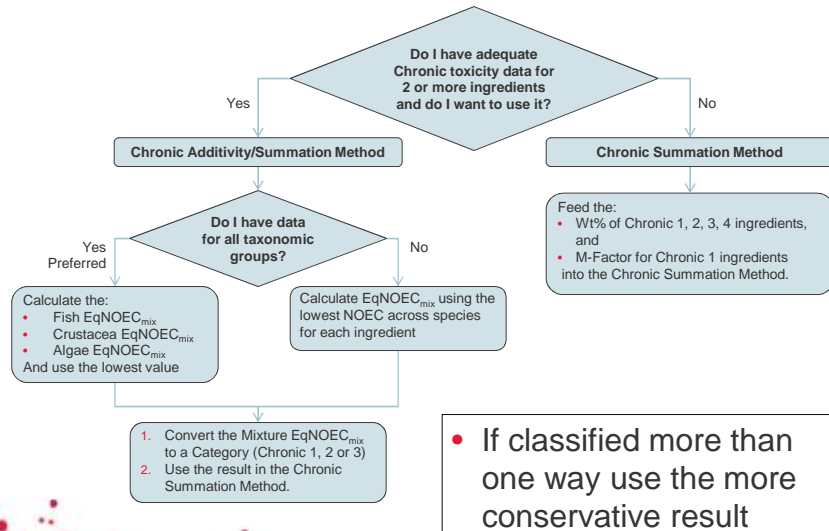 Do I have adequate
Chronic toxicity data for
2 or more ingredients
and do I want to use it?
Yes
No
Chronic Additivity/Summation Method
Chronic Summation Method
Do I have data
for all taxonomic
groups?
Yes
Preferred
No
Feed the:
• Wt% of Chronic 1, 2, 3, 4 ingredients,
and
• M-Factor for Chronic 1 ingredients
into the Chronic Summation Method.
Calculate the:
• Fish EqNOECmix
• Crustacea EqNOECmix
• Algae EqNOECmix
And use the lowest value
Calculate EqNOECmix using the
lowest NOEC across species
for each ingredient
1. Convert the Mixture EqNOECmix
to a Category (Chronic 1, 2 or 3)
2. Use the result in the Chronic
Summation Method.
• If classified more than
one way use the more
conservative result